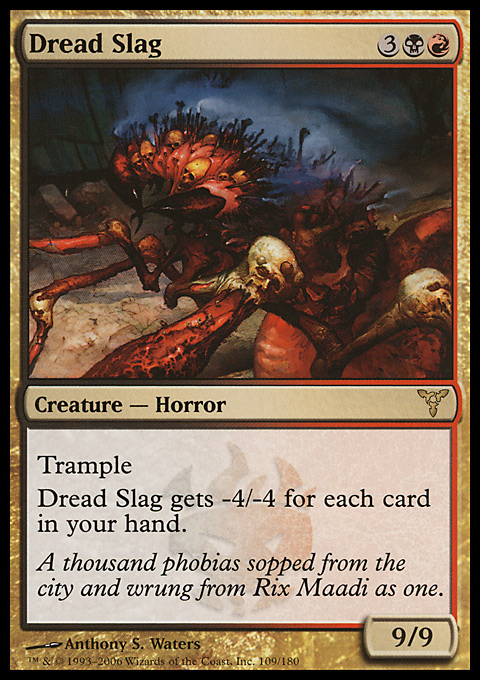 Dread Slag 3
Creature — Horror
Trample
Dread Slag gets -4/-4 for each card
in your hand.
A thousand phobias sopped from the
city and wrung from Rix Maadi as one.
9/9
Anthony S. Waters
™ & © 1993–2006 Wizards of the Coast, Inc. 109/180